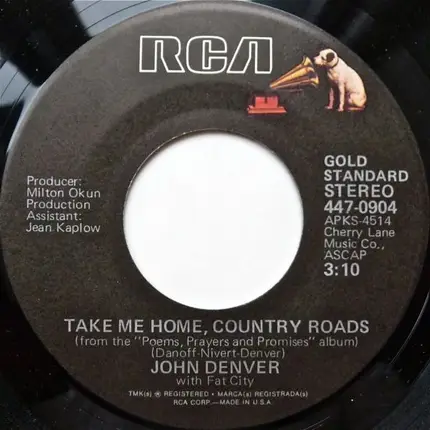 RCA
Producer:
Milton Okun
Production
Assistant:
Jean Kaplow
GOLD
STANDARD
STEREO
447-0904
APKS-4514
Cherry Lane
Music Co.,
ASCAP
3:10
TAKE ME HOME, COUNTRY ROADS
(from the "Poems, Prayers and Promises" album)
(Danoff-Nivert-Denver)
JOHN DENVER
with Fat City
TMK(s) ® REGISTERED • MARCA(s) REGISTRADA(s)
RCA CORP.—MADE IN U.S.A.